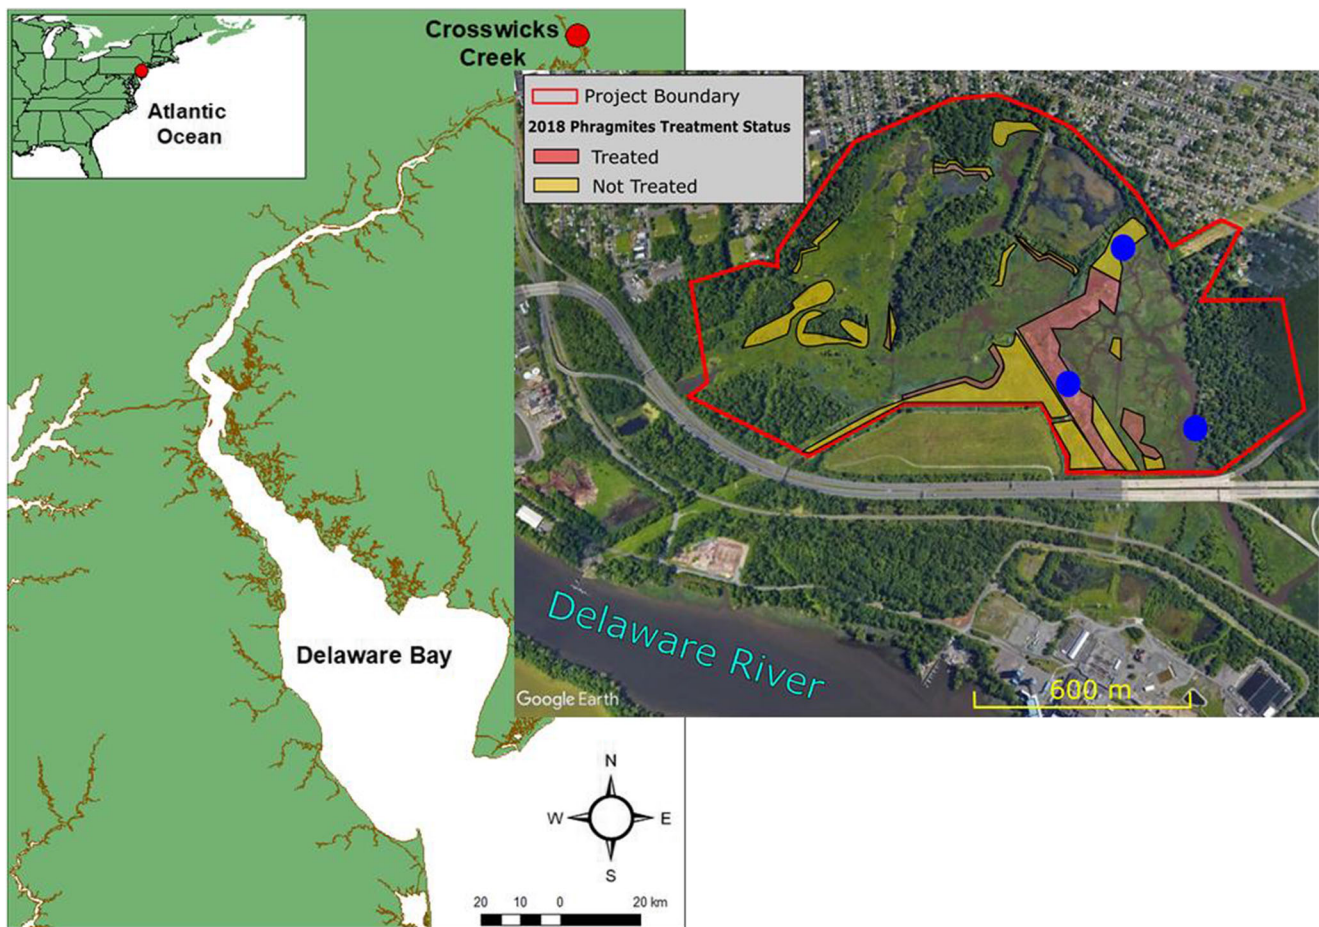 Atlantic
Ocean
Crosswicks
Creek
Project Boundary
2018 Phragmites Treatment Status
Treated
Not Treated
Delaware Bay
Delaware River
Google Earth
600 m
N
W
E
S
20
10
0
20 km